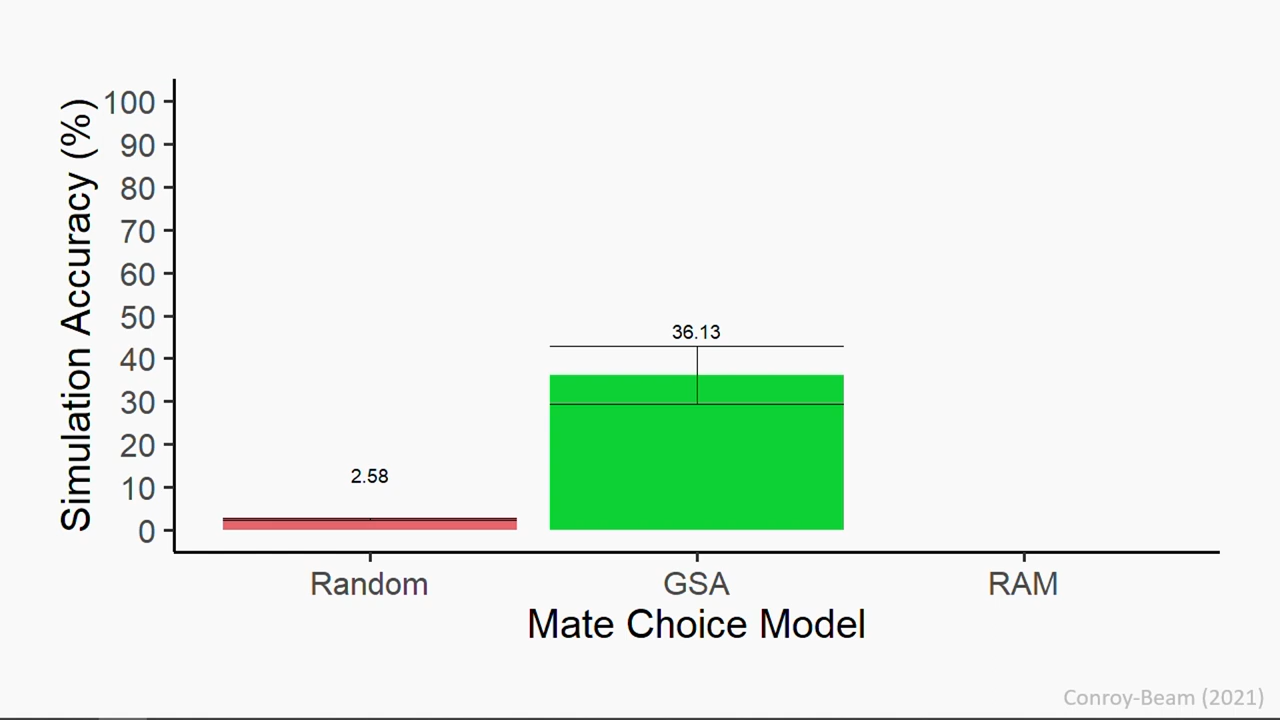 Simulation Accuracy (%)
100
90
80
70
60
50
40
30
20
10
0
2.58
36.13
Random
GSA
RAM
Mate Choice Model
Conroy-Beam (2021)